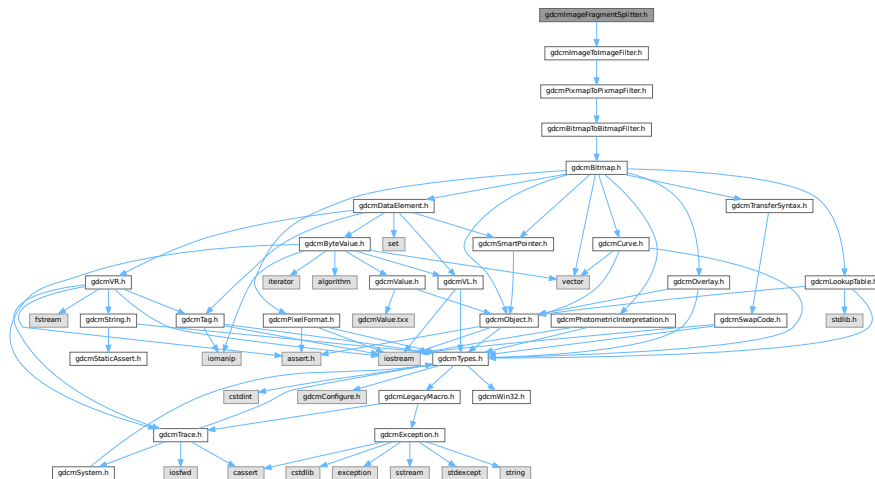 gdcmImageFragmentSplitter.h
gdcmImageToImageFilter.h
gdcmPixmapToPixmapFilter.h
gdcmBitmapToBitmapFilter.h
gdcmBitmap.h
gdcmDataElement.h
gdcmTransferSyntax.h
gdcmByteValue.h
set
gdcmSmartPointer.h
gdcmCurve.h
gdcmVR.h
iterator
algorithm
gdcmValue.h
gdcmVL.h
vector
gdcmOverlay.h
gdcmLookupTable.h
fstream
gdcmString.h
gdcmTag.h
gdcmPixelFormat.h
gdcmValue.txx
gdcmObject.h
gdcmPhotometricInterpretation.h
gdcmSwapCode.h
stdlib.h
gdcmStaticAssert.h
iomanip
assert.h
iostream
gdcmTypes.h
cstdint
gdcmConfigure.h
gdcmLegacyMacro.h
gdcmWin32.h
gdcmTrace.h
gdcmException.h
gdcmSystem.h
iosfwd
cassert
cstdlib
exception
sstream
stdexcept
string